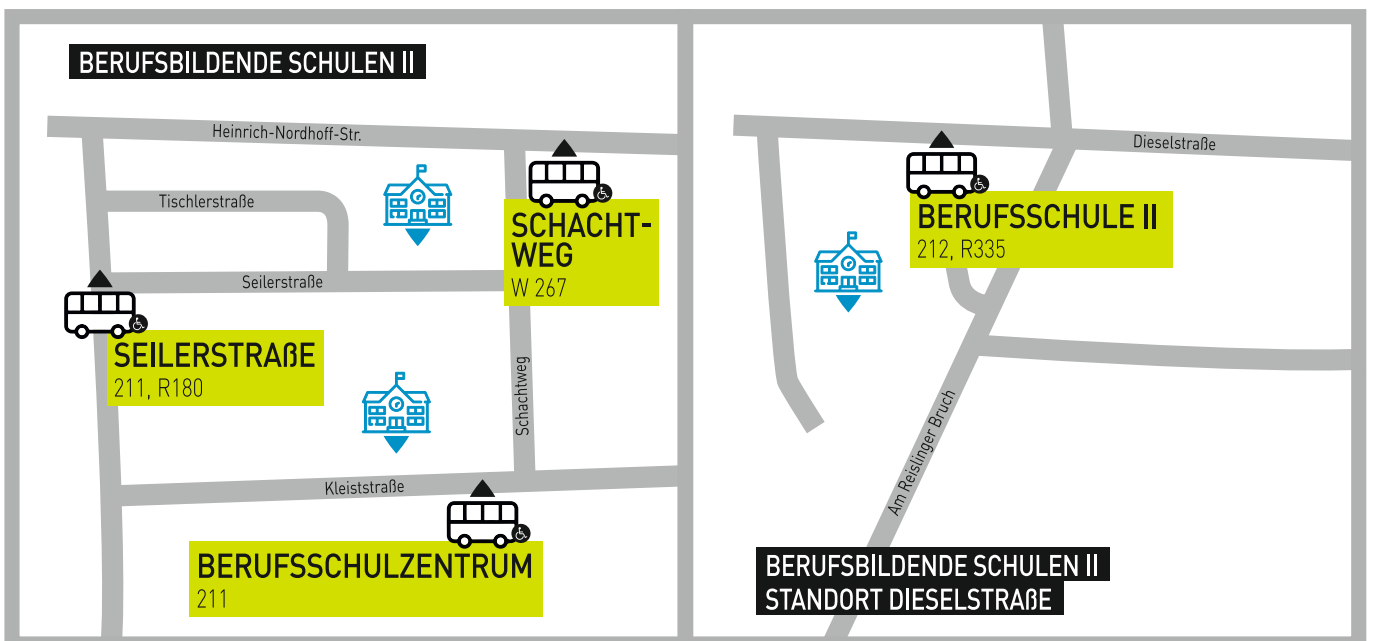 BERUFSBILDENDE SCHULEN II
Heinrich-Nordhoff-Str.
Tischlerstraße
SCHACHT-
WEG
W 267
Seilerstraße
SEILERSTRAßE
211, R180
Schachtweg
Kleiststraße
BERUFSSCHULZENTRUM
211
Dieselstraße
BERUFSSCHULE II
212, R335
Am Reislinger Bruch
BERUFSBILDENDE SCHULEN II
STANDORT DIESELSTRAßE